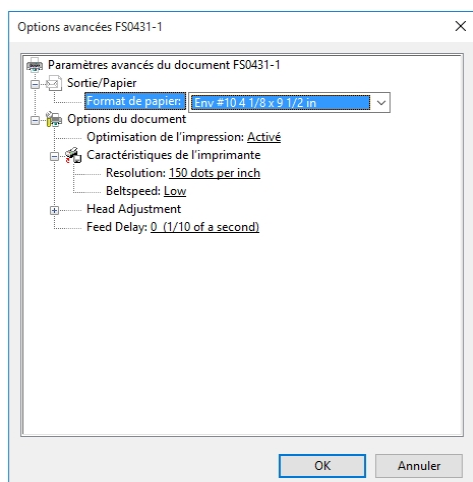 Options avancées FS0431-1
Paramètres avancés du document FS0431-1
Sortie/Papier
Format de papier: Env #10 4 1/8 x 9 1/2 in
Options du document
Optimisation de l'impression: Activé
Caractéristiques de l'imprimante
Resolution: 150 dots per inch
Beltspeed: Low
Head Adjustment
Feed Delay: 0 (1/10 of a second)
OK Annuler